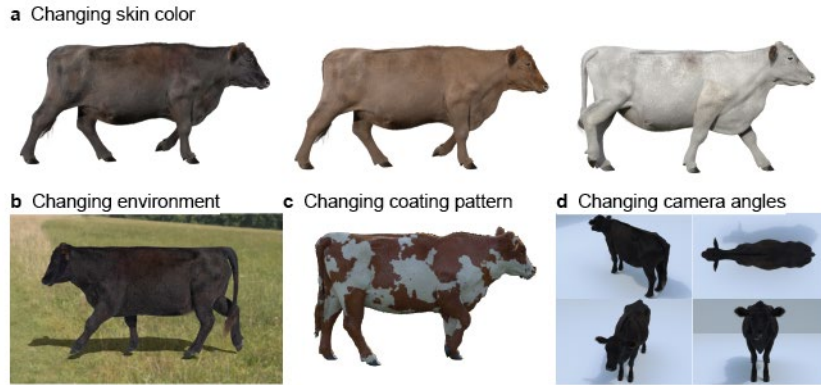 a Changing skin color
b Changing environment
c Changing coating pattern
d Changing camera angles